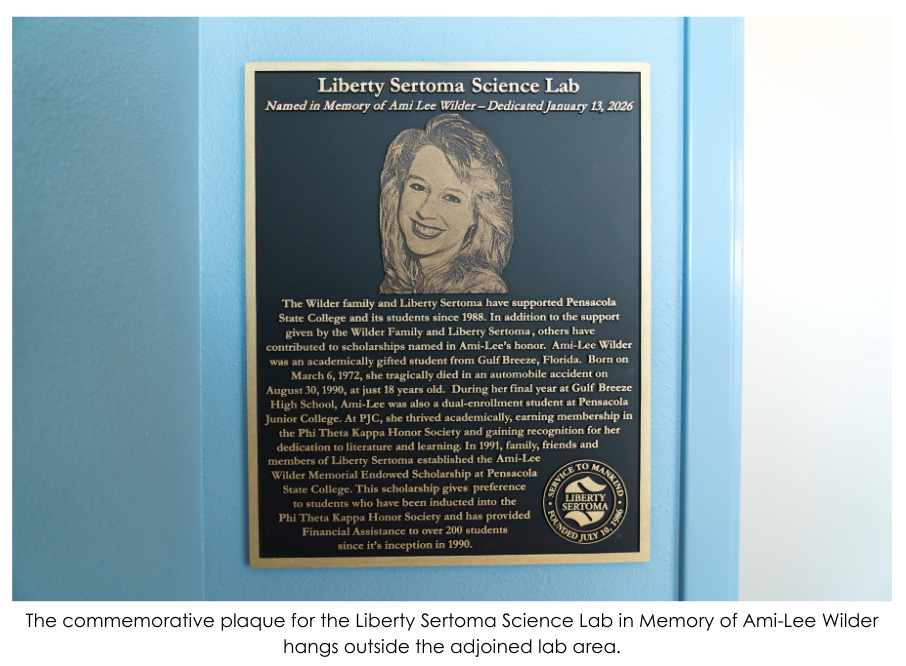 Liberty Sertoma Science Lab
Named in Memory of Ami Lee Wilder – Dedicated January 13, 2026
The Wilder family and Liberty Sertoma have supported Pensacola
State College and its students since 1988. In addition to the support
given by the Wilder Family and Liberty Sertoma, others have
contributed to scholarships named in Ami-Lee's honor. Ami-Lee Wilder
was an academically gifted student from Gulf Breeze, Florida. Born on
March 6, 1972, she tragically died in an automobile accident on
August 30, 1990, at just 18 years old. During her final year at Gulf Breeze
High School, Ami-Lee was also a dual-enrollment student at Pensacola
Junior College. At PJC, she thrived academically, earning membership in
the Phi Theta Kappa Honor Society and gaining recognition for her
dedication to literature and learning. In 1991, family, friends and
members of Liberty Sertoma established the Ami-Lee
Wilder Memorial Endowed Scholarship at Pensacola
State College. This scholarship gives preference
to students who have been inducted into the
Phi Theta Kappa Honor Society and has provided
Financial Assistance to over 200 students
since it's inception in 1990.
SERVICE TO MANKIND
LIBERTY
SERTOMA
FOUNDED JULY 10, 1986
The commemorative plaque for the Liberty Sertoma Science Lab in Memory of Ami-Lee Wilder
hangs outside the adjoined lab area.